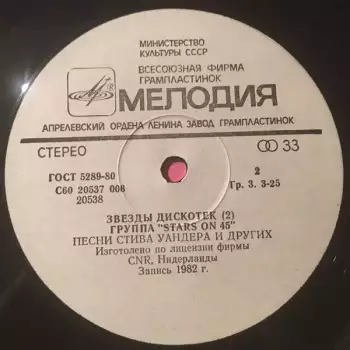 МИНИСТЕРСТВО
КУЛЬТУРЫ СССР
ВСЕСОЮЗНАЯ ФИРМА
ГРАМПЛАСТИНОК
МЕЛОДИЯ
АПРЕЛЕВСКИЙ ОРДЕНА ЛЕНИНА ЗАВОД ГРАМПЛАСТИНОК
СТЕРЕО
33
ГОСТ 5289-80
2
С60 20537 006
Гр. 3. 3-25
20538
ЗВЕЗДЫ ДИСКОТЕК (2)
ГРУППА "STARS ON 45"
ПЕСНИ СТИВА УАНДЕРА И ДРУГИХ
Изготовлено по лицензии фирмы
CNR, Нидерланды
Запись 1982 г.